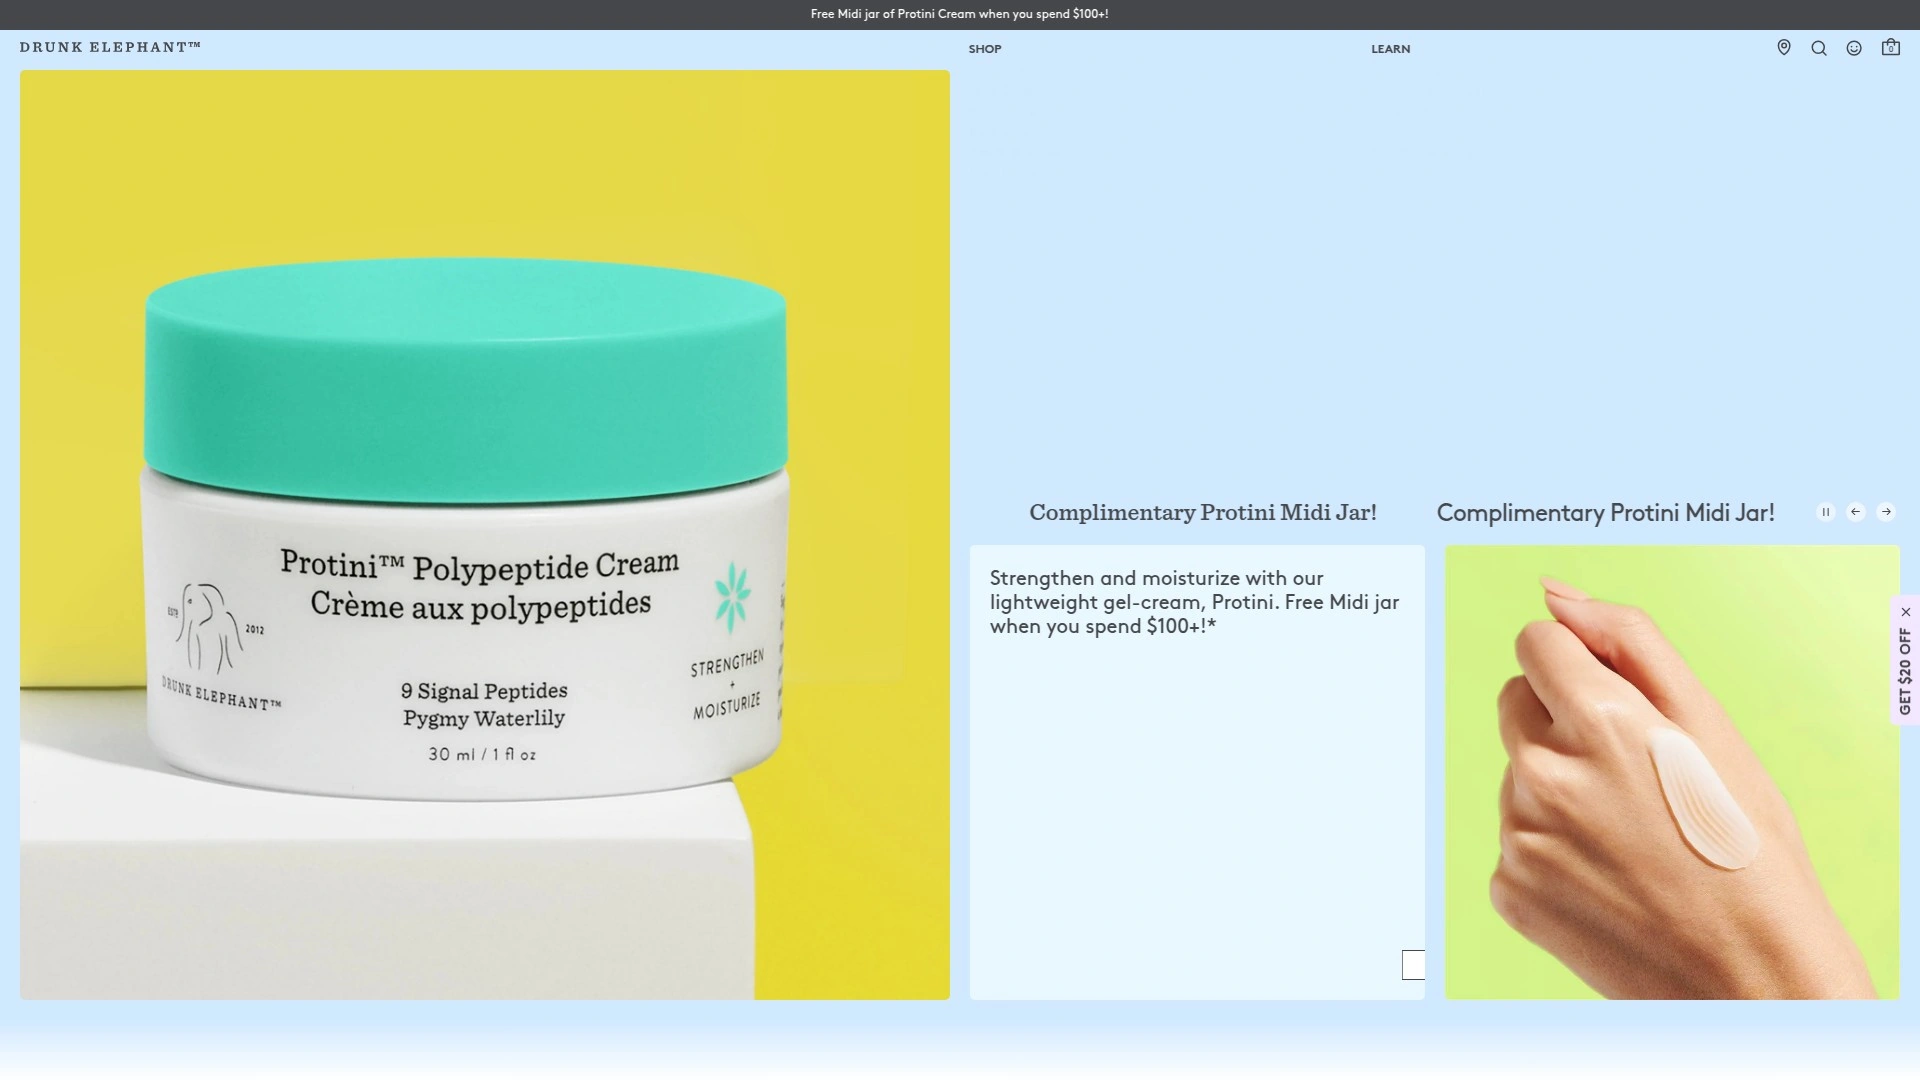 Free Midi jar of Protini Cream when you spend $100+!
DRUNK ELEPHANT™
SHOP
LEARN
0
Protini™ Polypeptide Cream
Crème aux polypeptides
ESTD
2012
DRUNK ELEPHANT™
9 Signal Peptides
Pygmy Waterlily
30 ml / 1 fl oz
STRENGTHEN
+
MOISTURIZE
Complimentary Protini Midi Jar!
Complimentary Protini Midi Jar!
Strengthen and moisturize with our
lightweight gel-cream, Protini. Free Midi jar
when you spend $100+!*
GET $20 OFF